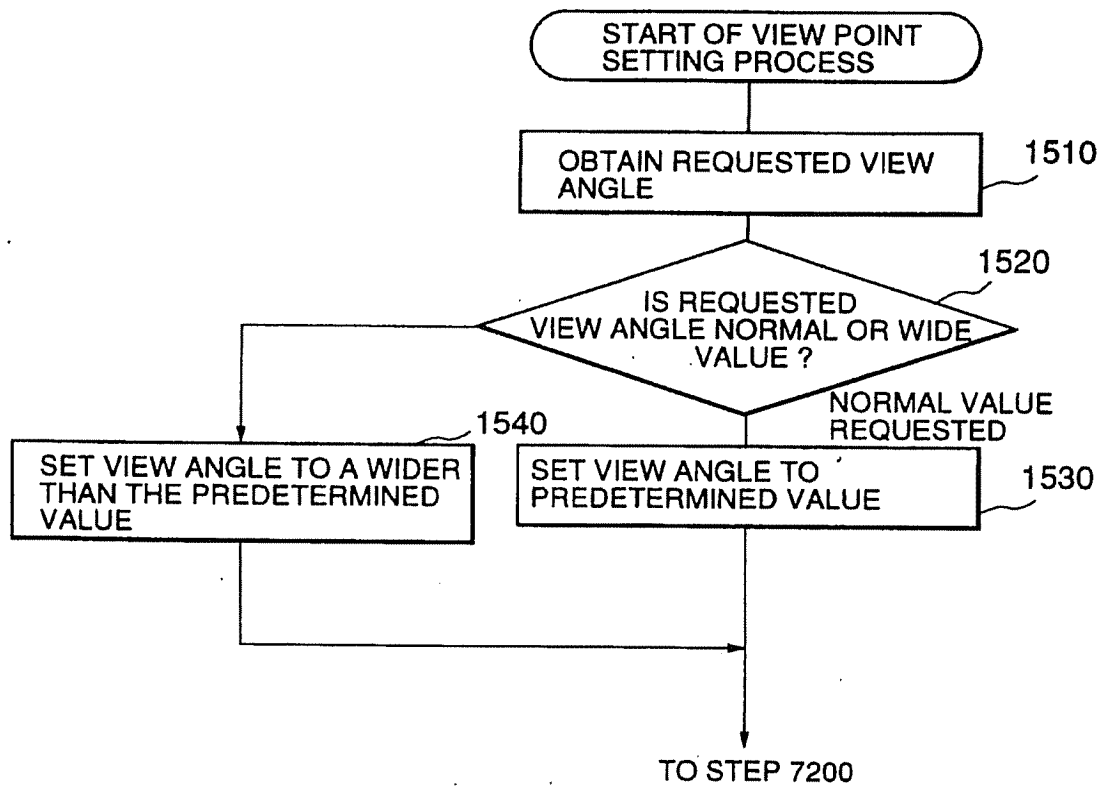 START OF VIEW POINT
SETTING PROCESS
OBTAIN REQUESTED VIEW
ANGLE
1510
1520
IS REQUESTED
VIEW ANGLE NORMAL OR WIDE
VALUE ?
NORMAL VALUE
REQUESTED
1540
SET VIEW ANGLE TO A WIDER
THAN THE PREDETERMINED
VALUE
SET VIEW ANGLE TO
PREDETERMINED VALUE
1530
TO STEP 7200